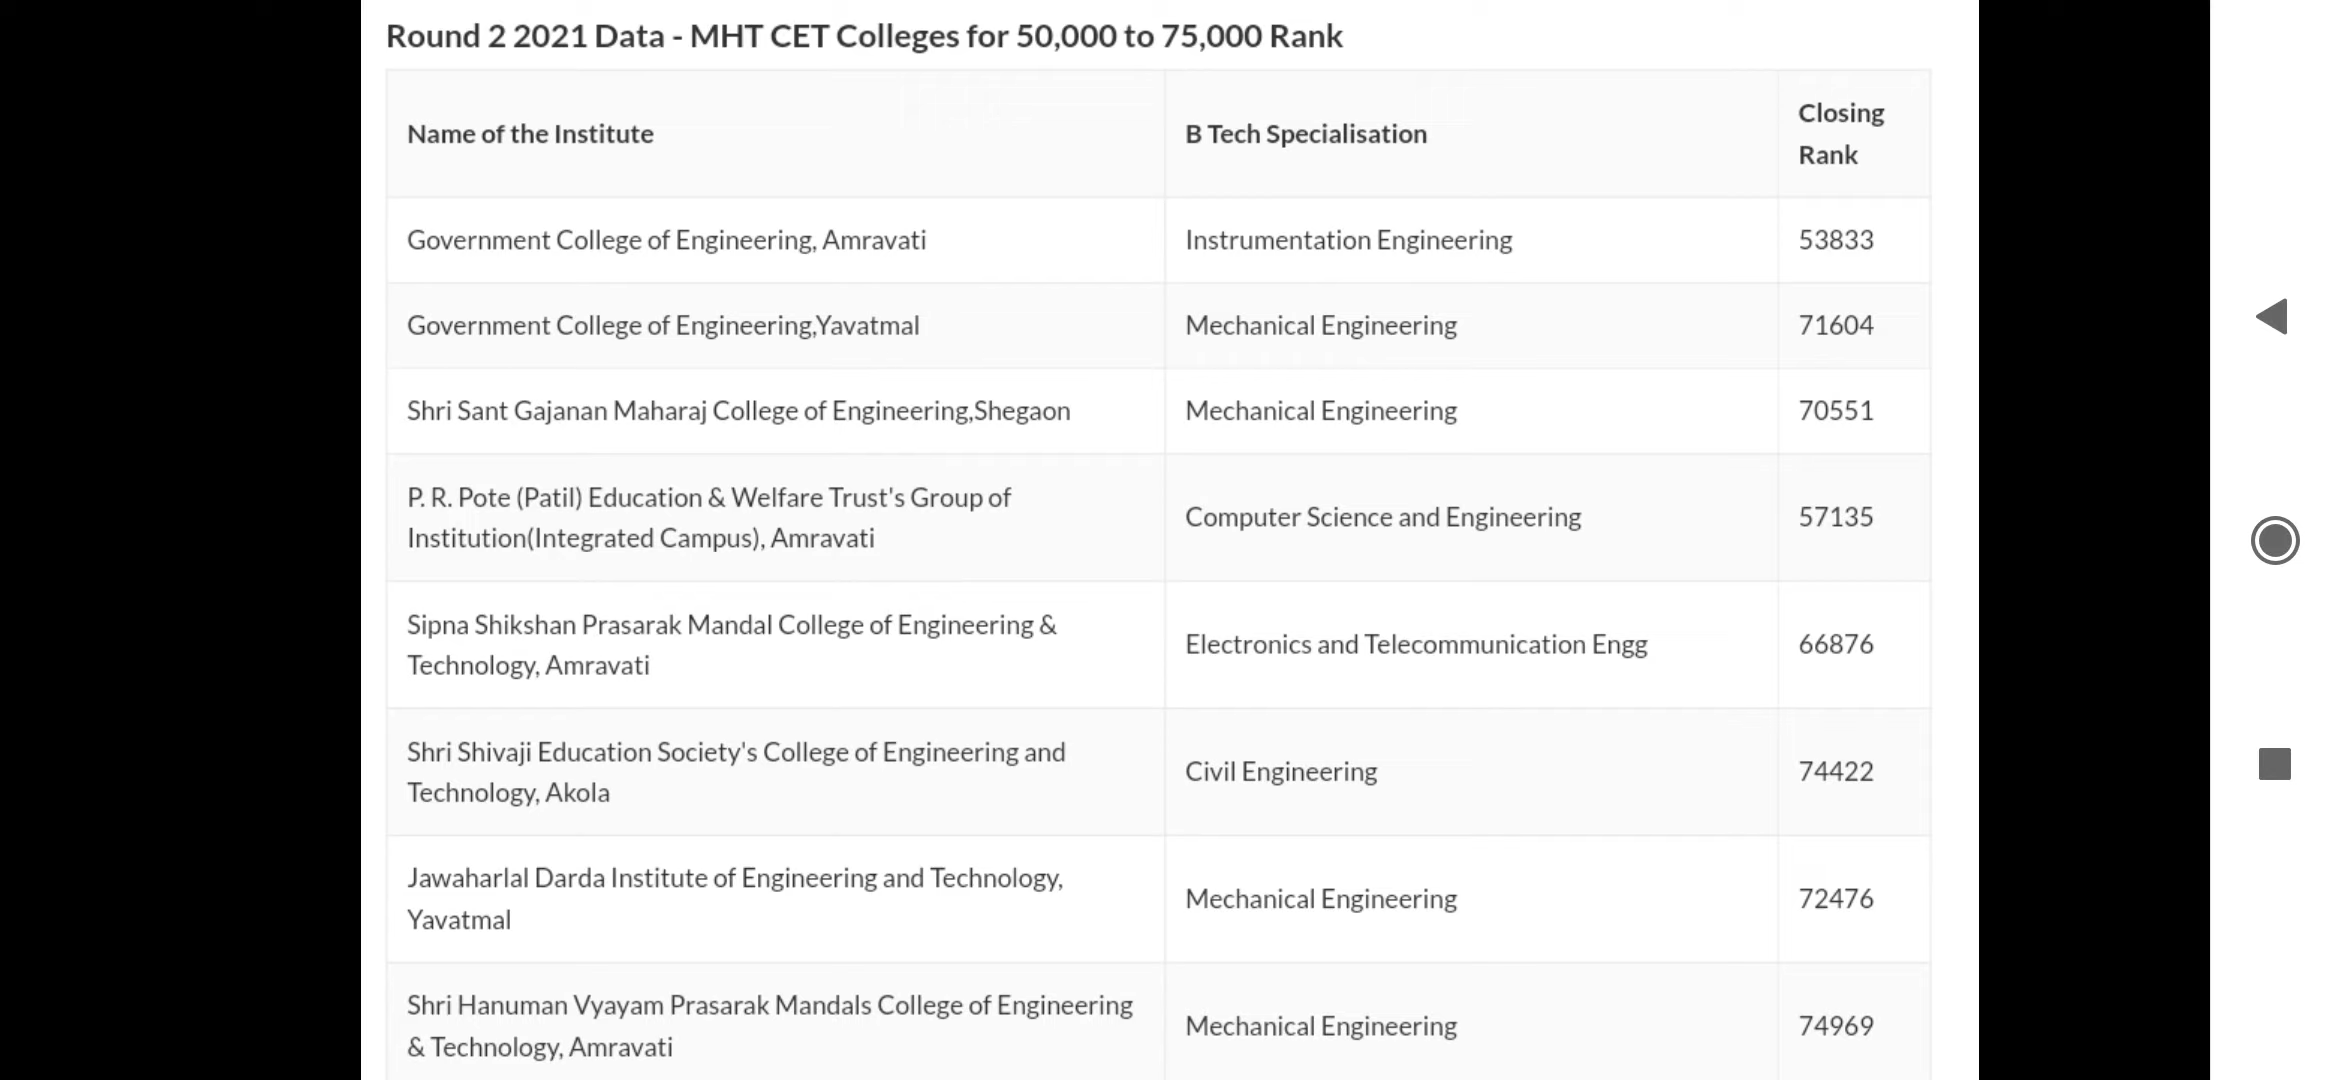 Round 2 2021 Data - MHT CET Colleges for 50,000 to 75,000 Rank
Name of the Institute B Tech Specialisation Closing Rank
Government College of Engineering, Amravati Instrumentation Engineering 53833
Government College of Engineering,Yavatmal Mechanical Engineering 71604
Shri Sant Gajanan Maharaj College of Engineering,Shegaon Mechanical Engineering 70551
P. R. Pote (Patil) Education & Welfare Trust's Group of
Institution(Integrated Campus), Amravati Computer Science and Engineering 57135
Sipna Shikshan Prasarak Mandal College of Engineering &
Technology, Amravati Electronics and Telecommunication Engg 66876
Shri Shivaji Education Society's College of Engineering and
Technology, Akola Civil Engineering 74422
Jawaharlal Darda Institute of Engineering and Technology,
Yavatmal Mechanical Engineering 72476
Shri Hanuman Vyayam Prasarak Mandals College of Engineering
& Technology, Amravati Mechanical Engineering 74969